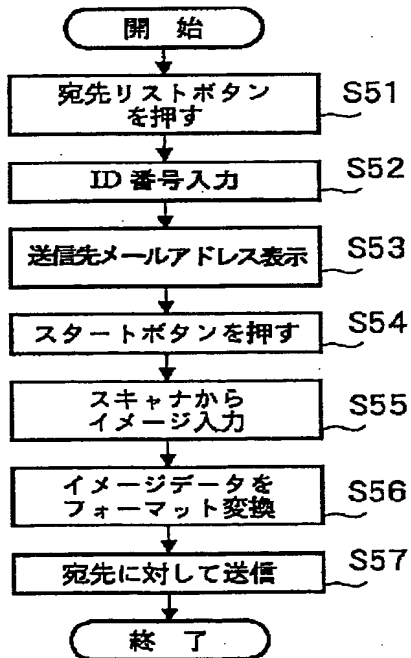 開 始
宛先リストボタン
を押す
S51
ID 番号入力
S52
送信先メールアドレス表示
S53
スタートボタンを押す
S54
スキャナから
イメージ入力
S55
イメージデータを
フォーマット変換
S56
宛先に対して送信
S57
終 了